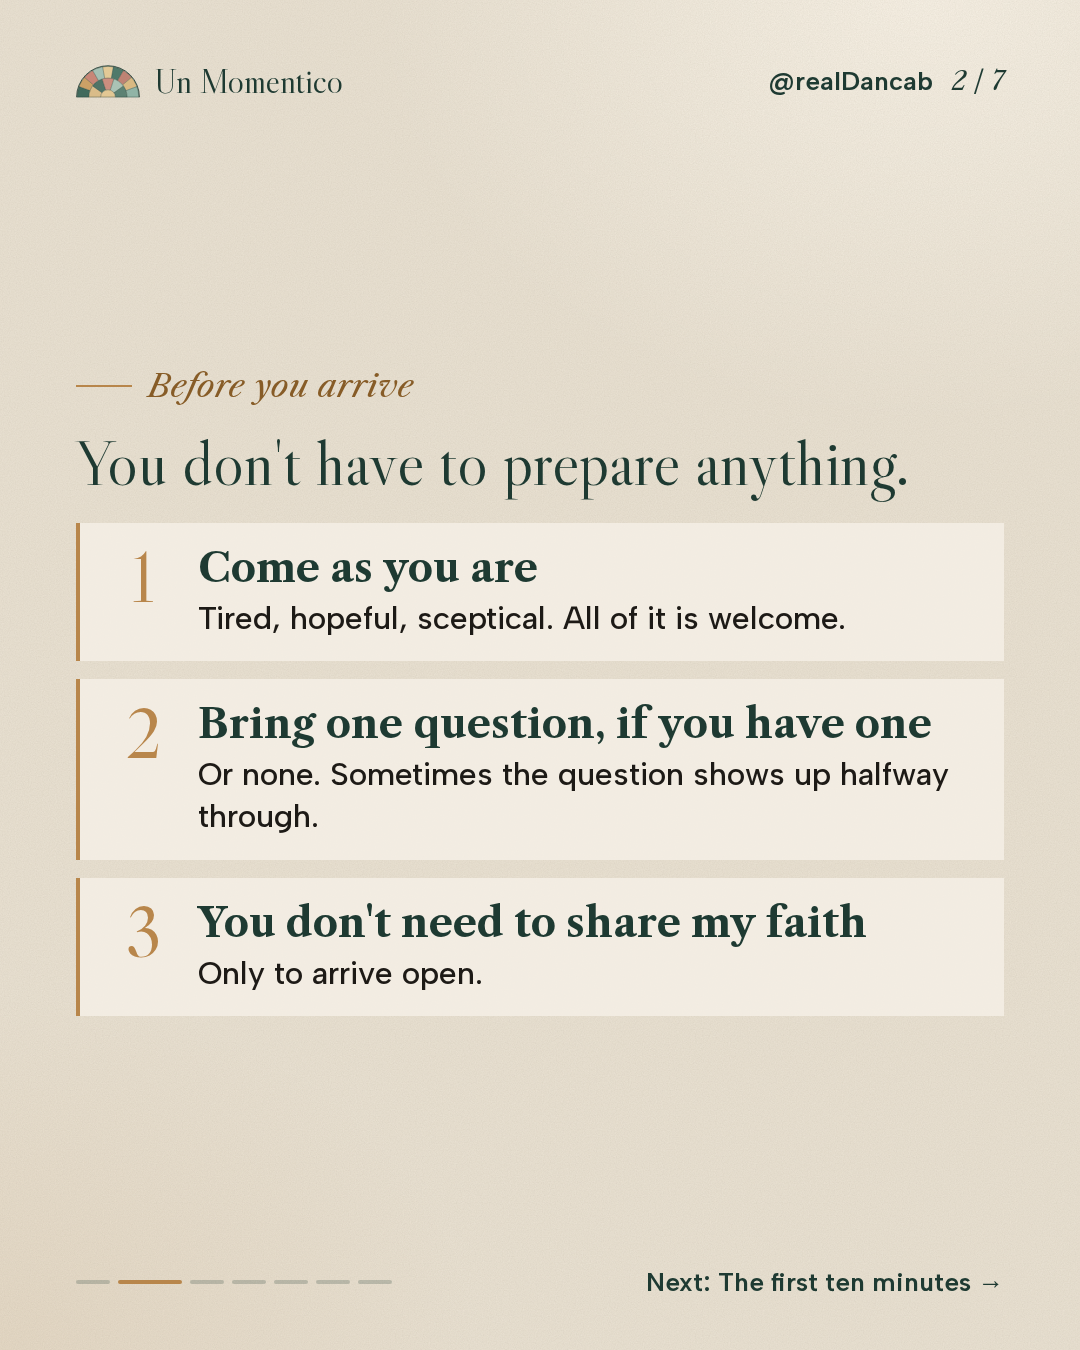 Un Momentico
@realDancab 2 / 7
Before you arrive
You don't have to prepare anything.
1
Come as you are
Tired, hopeful, sceptical. All of it is welcome.
2
Bring one question, if you have one
Or none. Sometimes the question shows up halfway
through.
3
You don't need to share my faith
Only to arrive open.
Next: The first ten minutes →